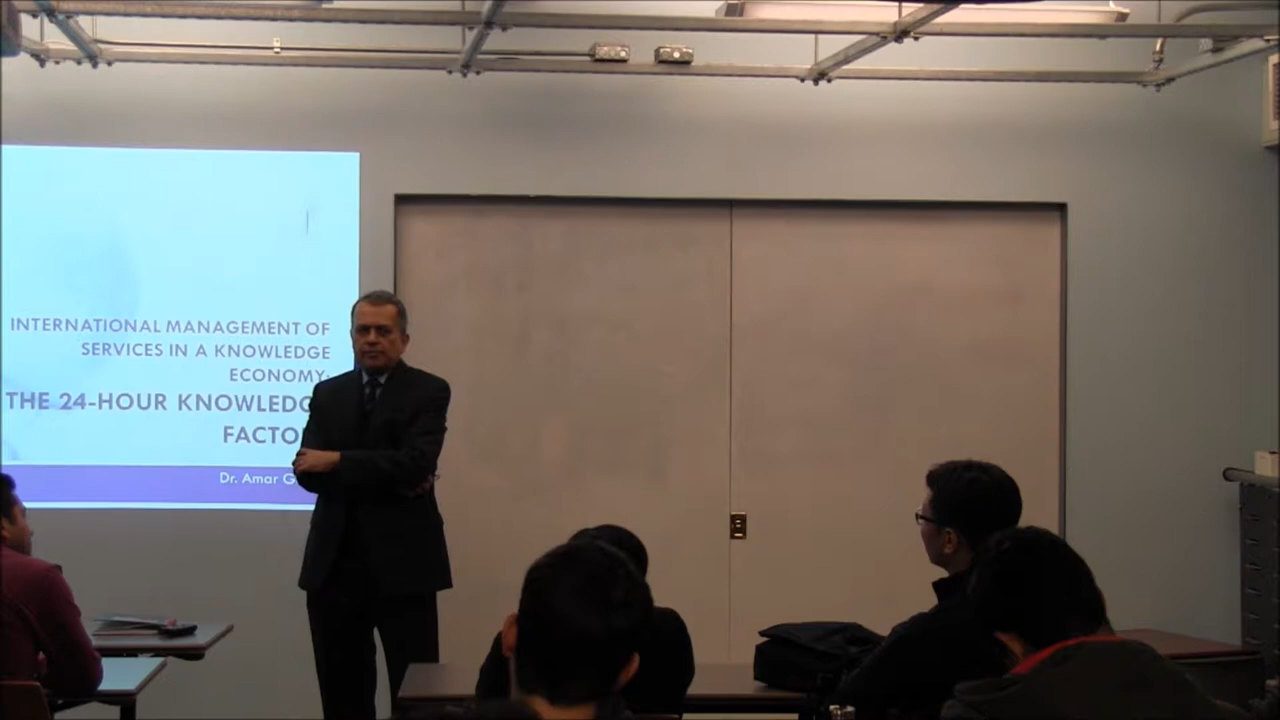 INTERNATIONAL MANAGEMENT OF
SERVICES IN A KNOWLEDGE
ECONOMY:
THE 24-HOUR KNOWLEDG
FACTO
Dr. Amar G